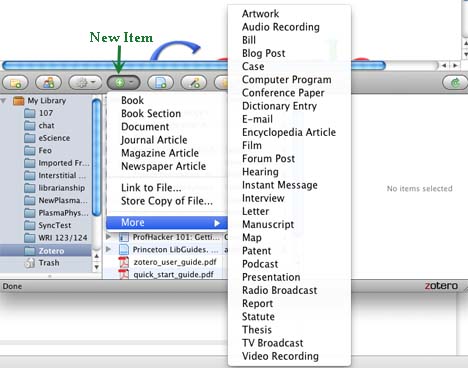 New Item
My Library
107
chat
eScience
Feo
Imported Fr...
Interstitial ...
librarianship
NewPlasma...
PlasmaPhys...
SyncTest
WRI 123/124
Zotero
Trash
Book
Book Section
Document
Journal Article
Magazine Article
Newspaper Article
Link to File...
Store Copy of File...
More
ProfHacker 101: Getti...
Princeton LibGuides. ...
zotero_user_guide.pdf
quick_start_guide.pdf
Artwork
Audio Recording
Bill
Blog Post
Case
Computer Program
Conference Paper
Dictionary Entry
E-mail
Encyclopedia Article
Film
Forum Post
Hearing
Instant Message
Interview
Letter
Manuscript
Map
Patent
Podcast
Presentation
Radio Broadcast
Report
Statute
Thesis
TV Broadcast
Video Recording
No items selected
Done
zotero